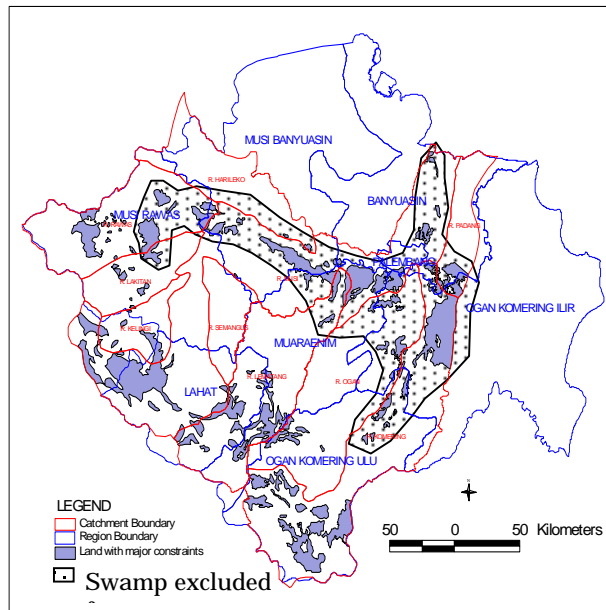 MUSI BANYUASIN
R. HARILEKO
BANYUASIN
MUSI RAWAS
R. PADANG
PALEMBANG
R. LAKITAN
OGAN KOMERING ILIR
R. SEMANGUS
MUARAENIM
R. OGAN
LAHAT
OGAN KOMERING ULU
LEGEND
Catchment Boundary
Region Boundary
Land with major constraints
Swamp excluded
50 0 50 Kilometers